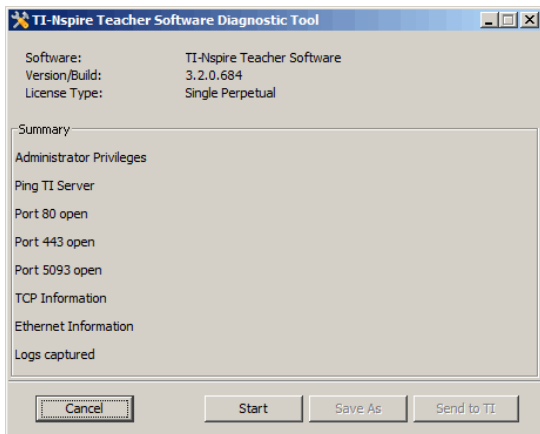 TI-Nspire Teacher Software Diagnostic Tool
Software: TI-Nspire Teacher Software
Version/Build: 3.2.0.684
License Type: Single Perpetual
Summary
Administrator Privileges
Ping TI Server
Port 80 open
Port 443 open
Port 5093 open
TCP Information
Ethernet Information
Logs captured
Cancel Start Save As Send to TI